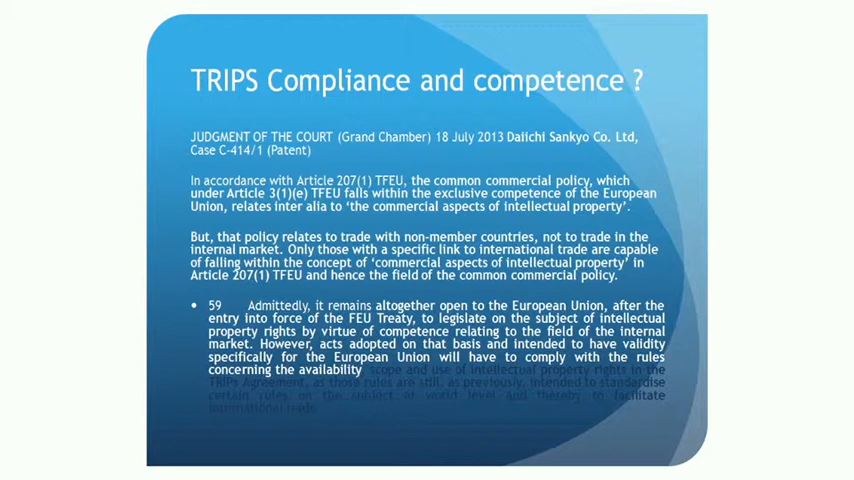 TRIPS Compliance and competence ?
JUDGMENT OF THE COURT (Grand Chamber) 18 July 2013 Daiichi Sankyo Co. Ltd,
Case C-414/1 (Patent)
In accordance with Article 207(1) TFEU, the common commercial policy, which
under Article 3(1)(e) TFEU falls within the exclusive competence of the European
Union, relates inter alia to ‘the commercial aspects of intellectual property’.
But, that policy relates to trade with non-member countries, not to trade in the
internal market. Only those with a specific link to international trade are capable
of falling within the concept of ‘commercial aspects of intellectual property’ in
Article 207(1) TFEU and hence the field of the common commercial policy.
• 59 Admittedly, it remains altogether open to the European Union, after the
entry into force of the FEU Treaty, to legislate on the subject of intellectual
property rights by virtue of competence relating to the field of the internal
market. However, acts adopted on that basis and intended to have validity
specifically for the European Union will have to comply with the rules
concerning the availability scope and use of intellectual property rights in the
TRIPs Agreement, as those rules are still, as previously, intended to standardise
certain rules on the subject at world level and thereby to facilitate
international trade